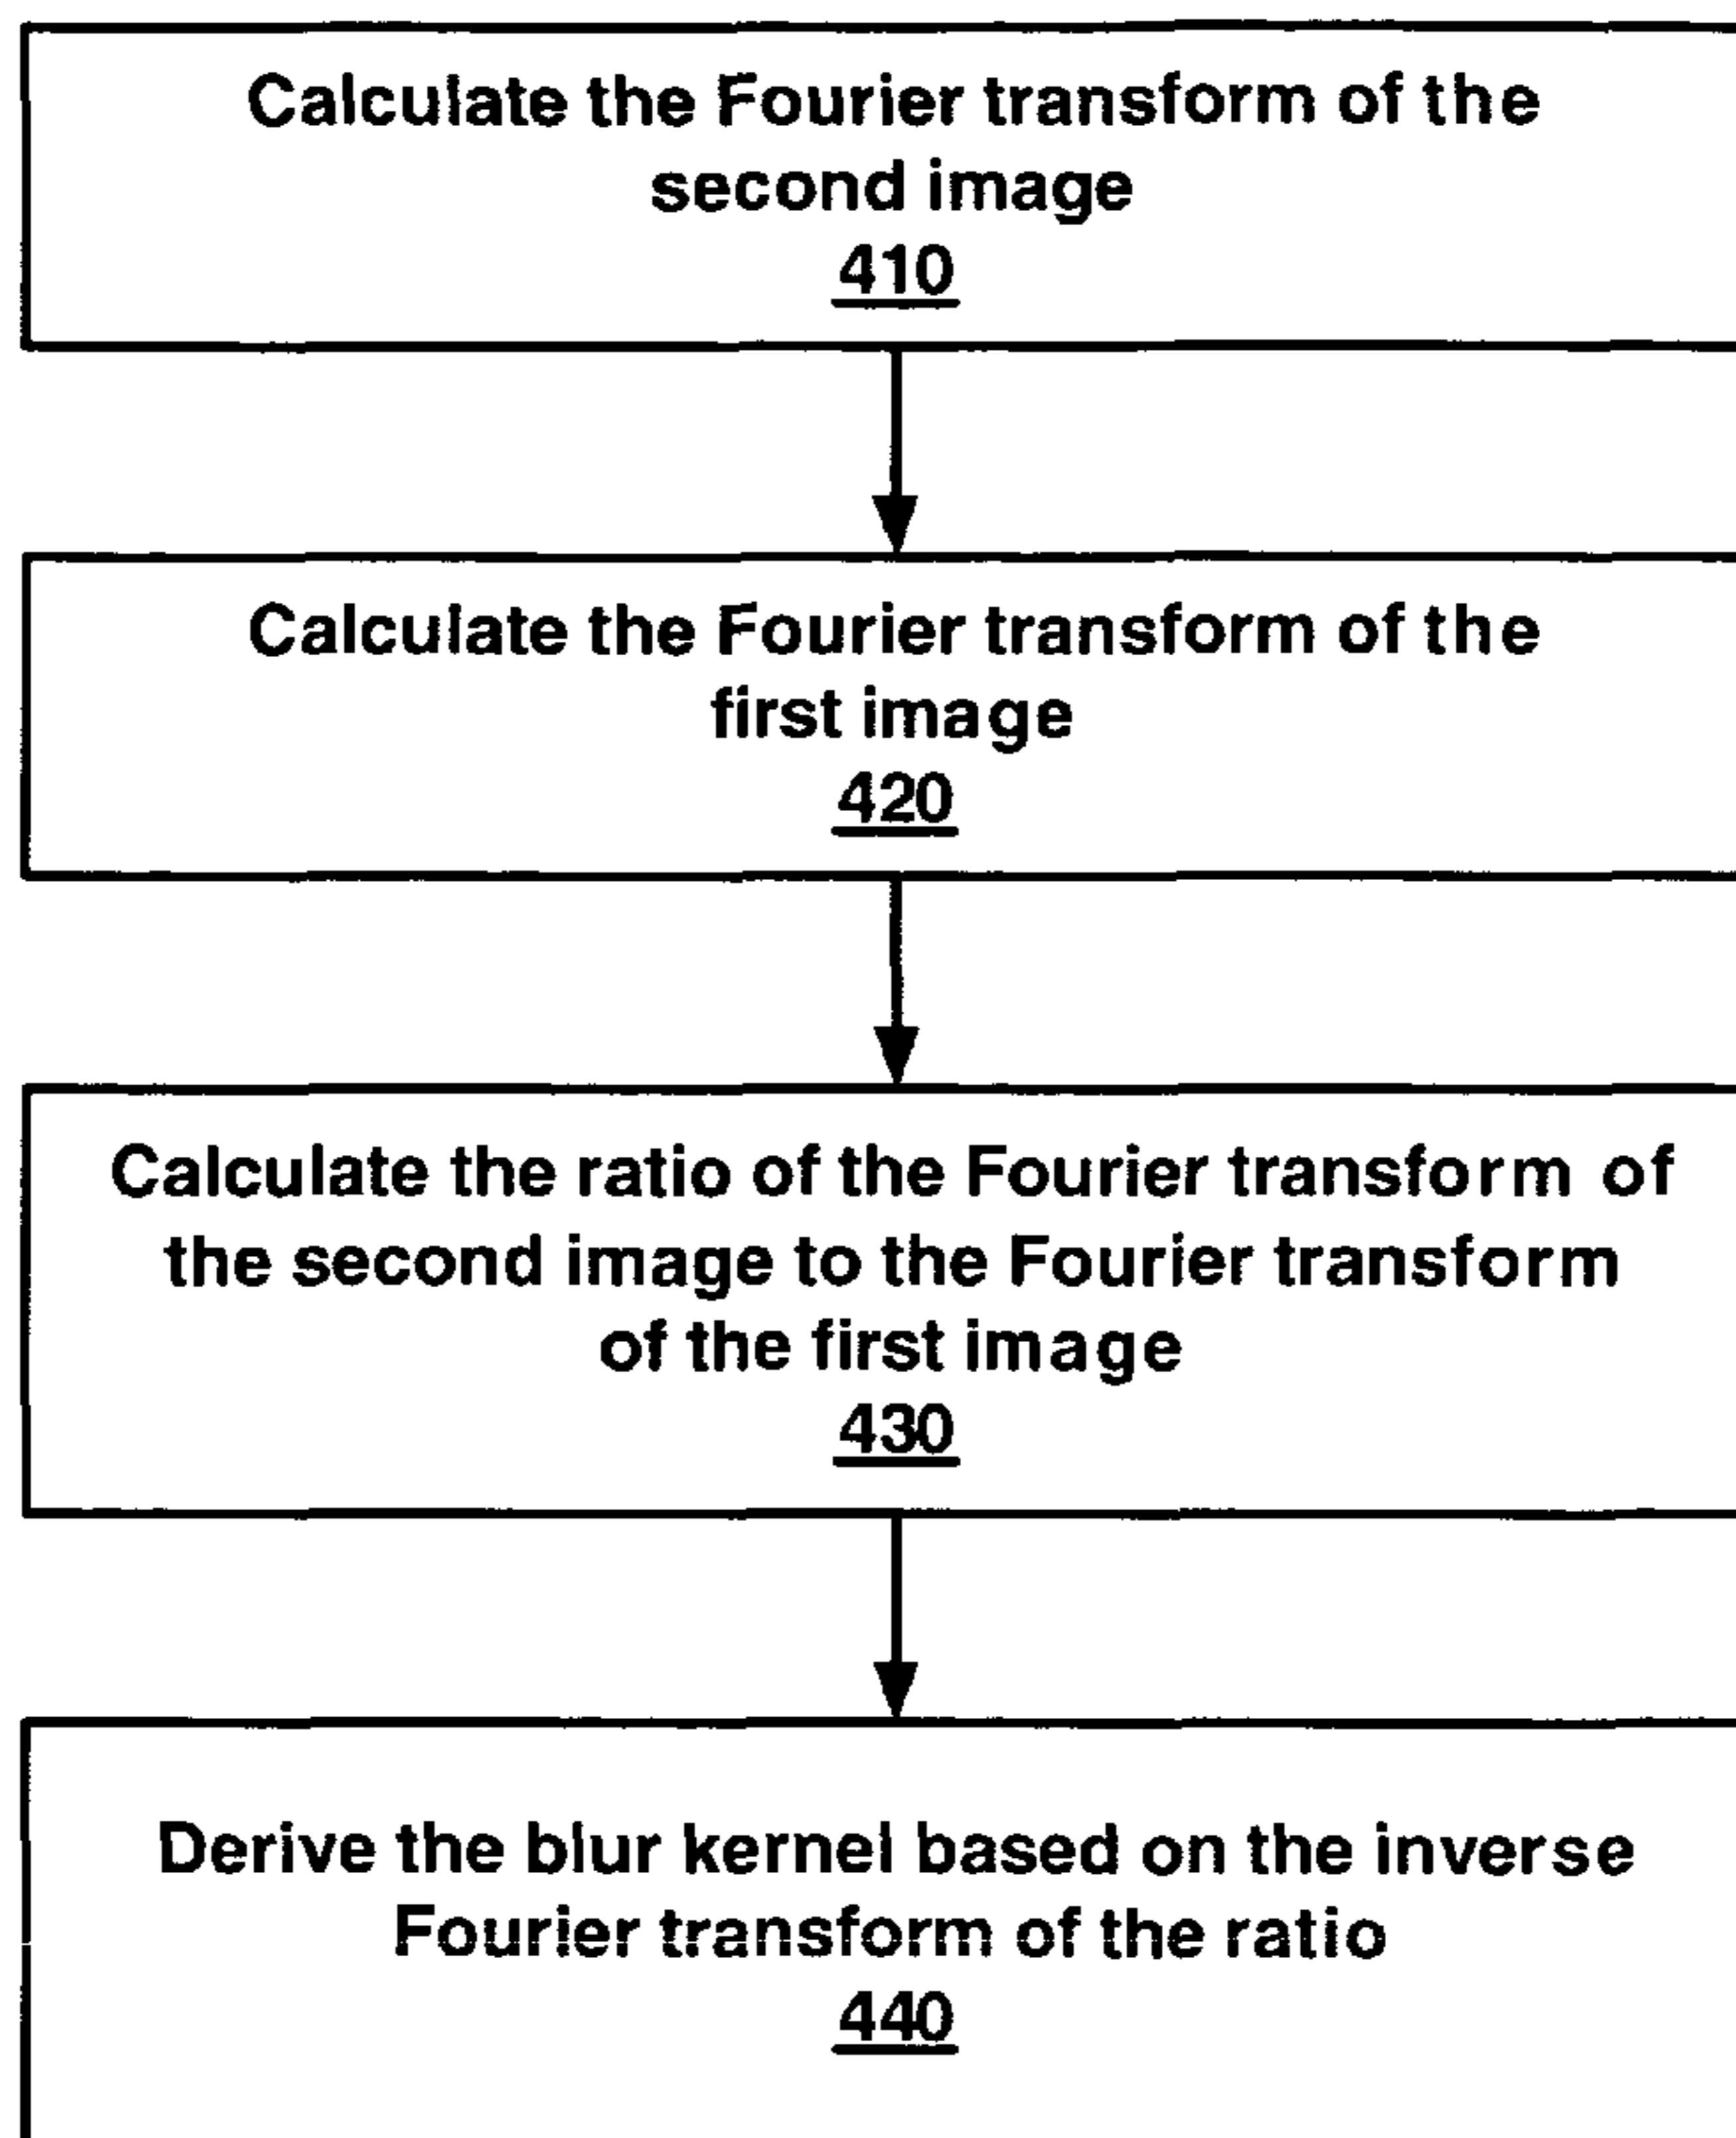 Calculate the Fourier transform of the
second image
410
Calculate the Fourier transform of the
first image
420
Calculate the ratio of the Fourier transform of
the second image to the Fourier transform
of the first image
430
Derive the blur kernel based on the inverse
Fourier transform of the ratio
440